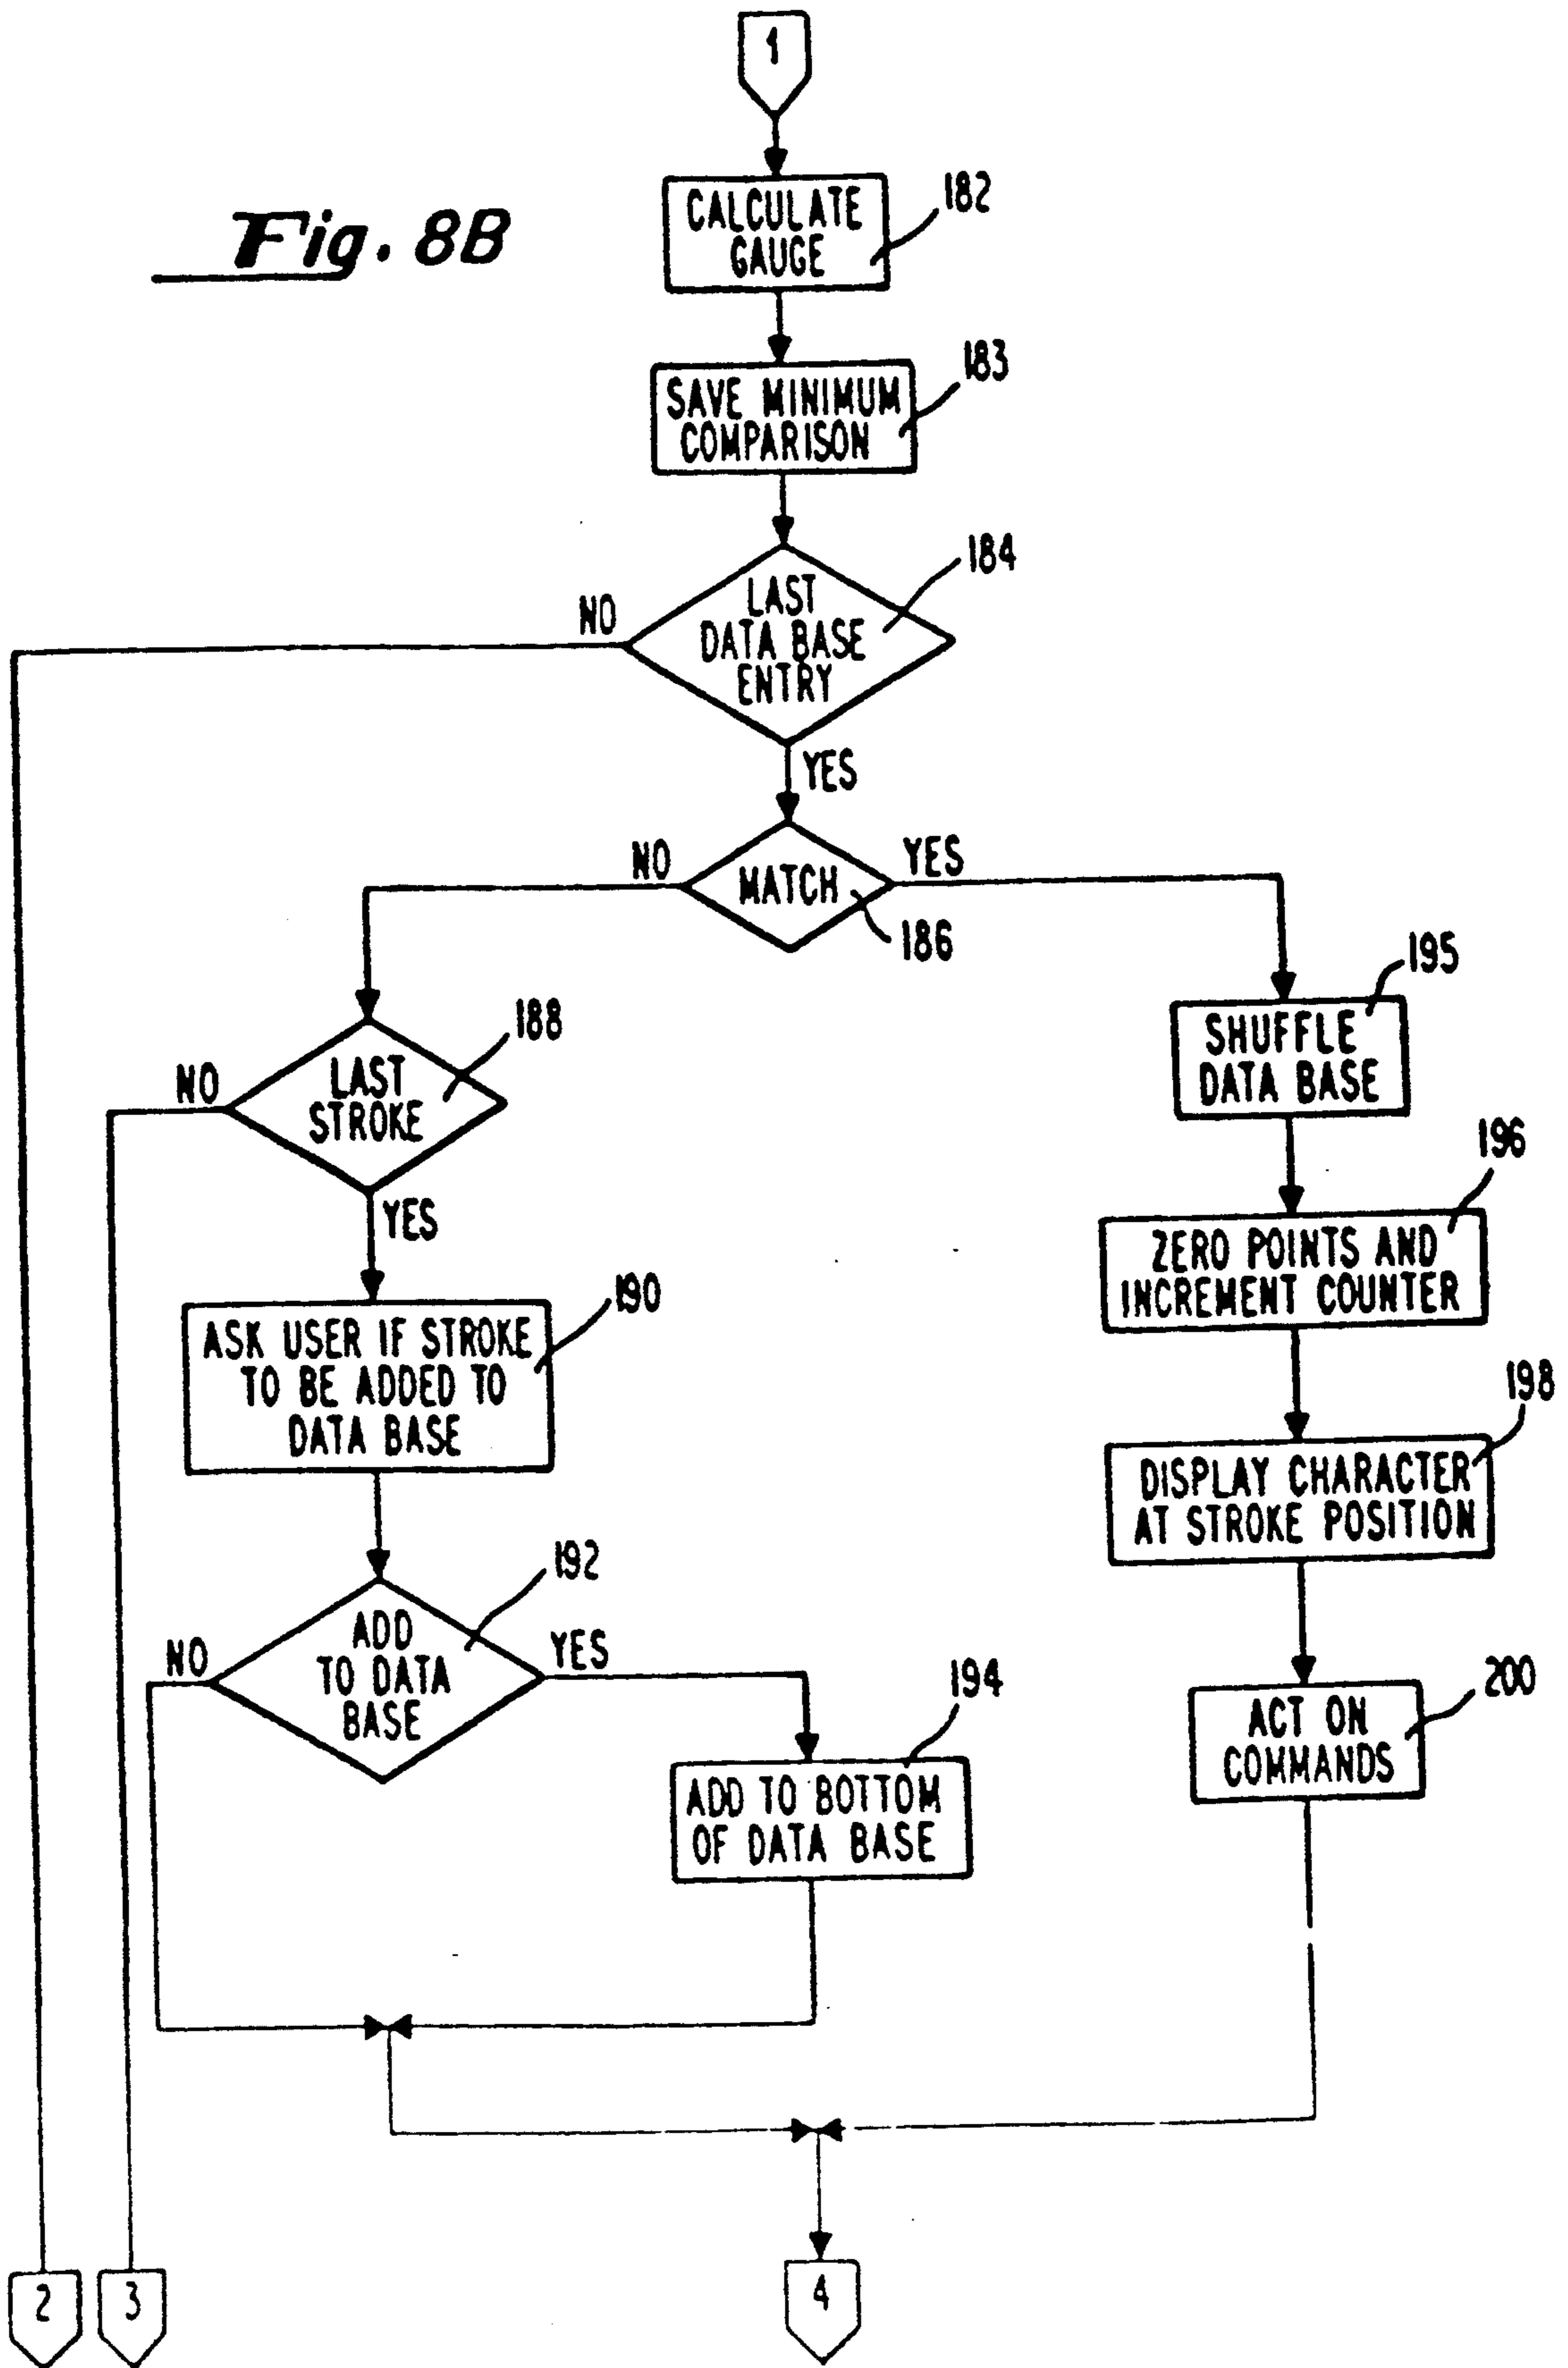 1
Fig. 8B
182
CALCULATE
GAUGE
183
SAVE MINIMUM
COMPARISON
184
LAST
DATA BASE
ENTRY
NO
YES
NO
MATCH
YES
186
195
SHUFFLE
DATA BASE
188
LAST
STROKE
NO
YES
196
ZERO POINTS AND
INCREMENT COUNTER
190
ASK USER IF STROKE
TO BE ADDED TO
DATA BASE
198
DISPLAY CHARACTER
AT STROKE POSITION
192
ADD
TO DATA
BASE
NO
YES
194
ADD TO BOTTOM
OF DATA BASE
200
ACT ON
COMMANDS
2
3
4